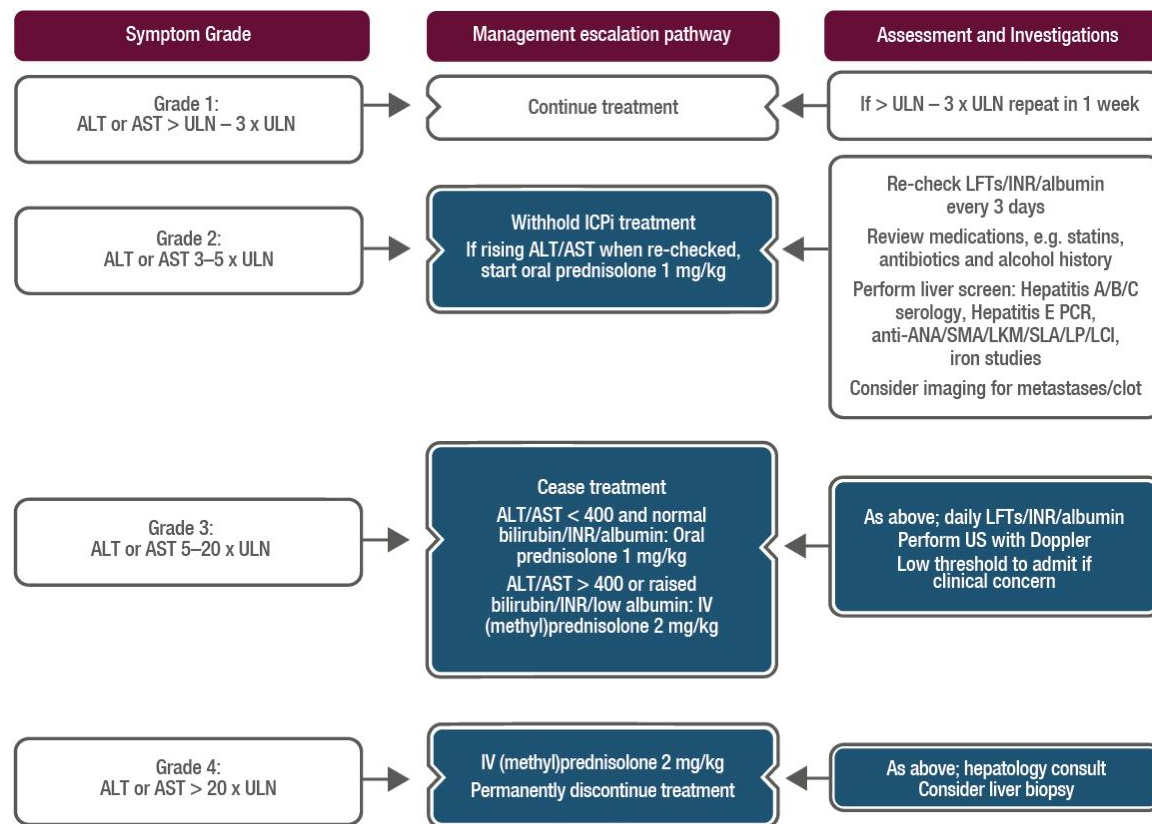 Symptom Grade
Management escalation pathway
Assessment and Investigations
Grade 1:
ALT or AST > ULN – 3 x ULN
Continue treatment
If > ULN – 3 x ULN repeat in 1 week
Grade 2:
ALT or AST 3–5 x ULN
Withhold ICPi treatment
If rising ALT/AST when re-checked,
start oral prednisolone 1 mg/kg
Re-check LFTs/INR/albumin
every 3 days
Review medications, e.g. statins,
antibiotics and alcohol history
Perform liver screen: Hepatitis A/B/C
serology, Hepatitis E PCR,
anti-ANA/SMA/LKM/SLA/LP/LCI,
iron studies
Consider imaging for metastases/clot
Grade 3:
ALT or AST 5–20 x ULN
Cease treatment
ALT/AST < 400 and normal
bilirubin/INR/albumin: Oral
prednisolone 1 mg/kg
ALT/AST > 400 or raised
bilirubin/INR/low albumin: IV
(methyl)prednisolone 2 mg/kg
As above; daily LFTs/INR/albumin
Perform US with Doppler
Low threshold to admit if
clinical concern
Grade 4:
ALT or AST > 20 x ULN
IV (methyl)prednisolone 2 mg/kg
Permanently discontinue treatment
As above; hepatology consult
Consider liver biopsy